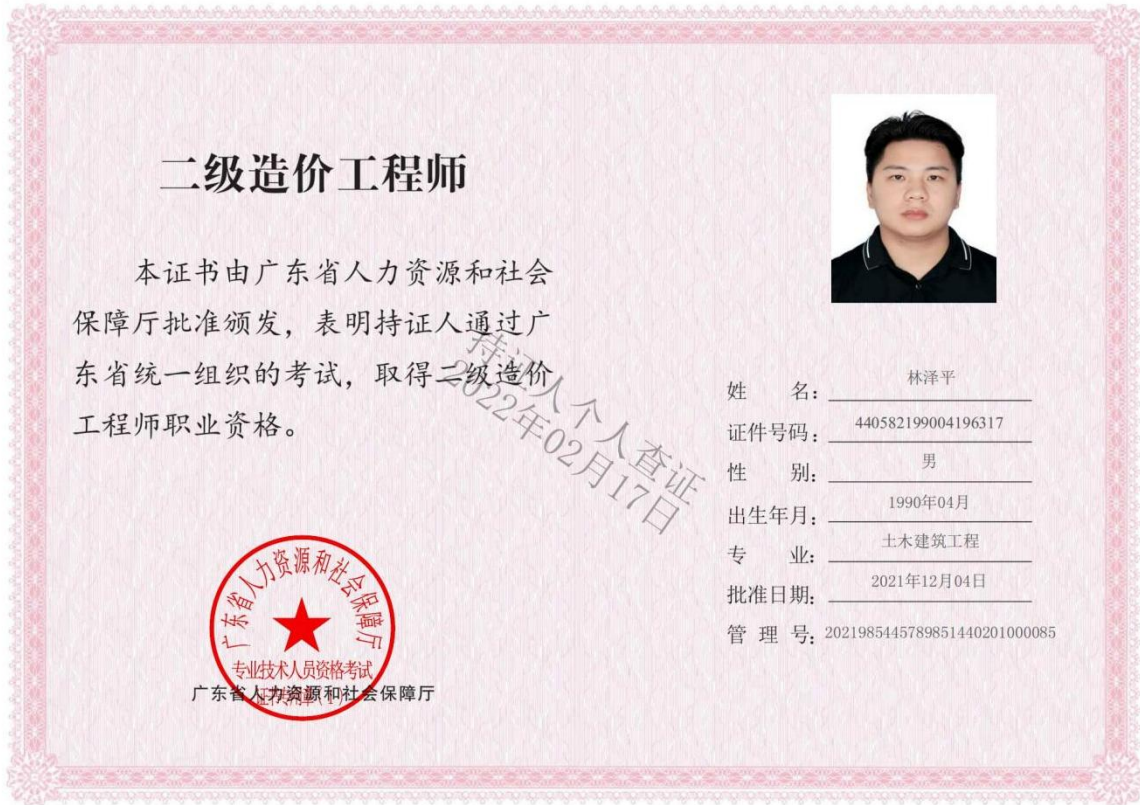 二级造价工程师
本证书由广东省人力资源和社会
保障厅批准颁发，表明持证人通过广
东省统一组织的考试，取得二级造价
工程师职业资格。
持证人个人查证
2022年02月17日
姓　　名：林泽平
证件号码：440582199004196317
性　　别：男
出生年月：1990年04月
专　　业：土木建筑工程
批准日期：2021年12月04日
管 理 号：20219854457898514402010000​85
广东省人力资源和社会保障厅
专业技术人员资格考试
广东省人力资源和社会保障厅